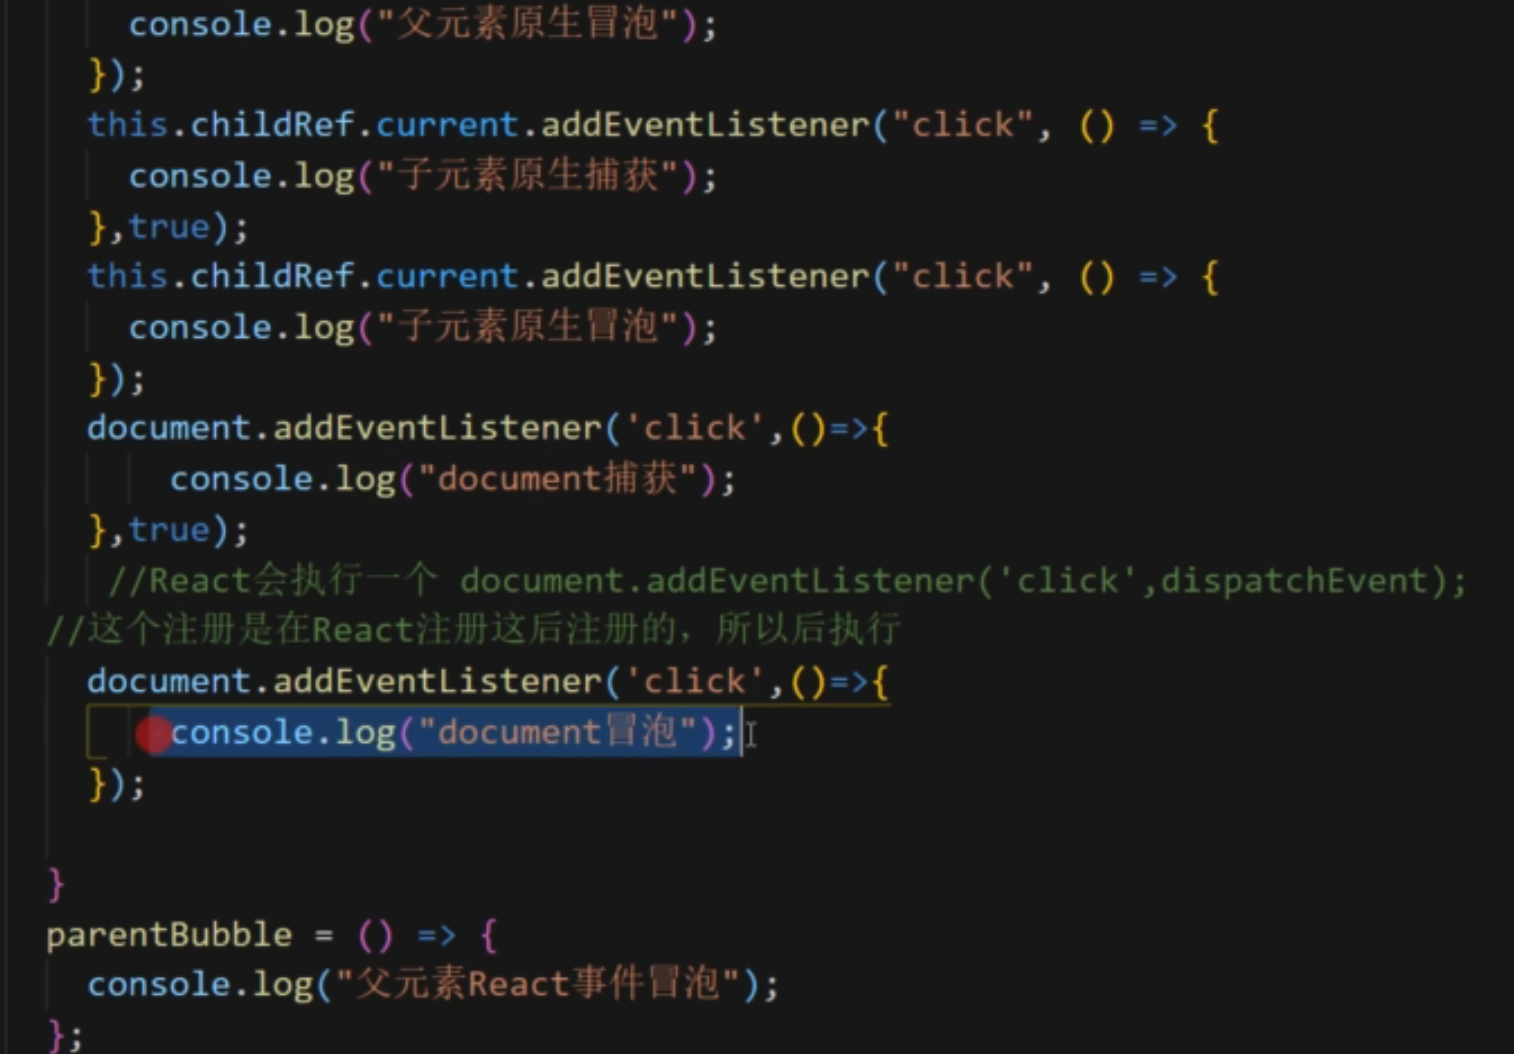 console.log("父元素原生冒泡");
});
this.childRef.current.addEventListener("click", () => {
console.log("子元素原生捕获");
},true);
this.childRef.current.addEventListener("click", () => {
console.log("子元素原生冒泡");
});
document.addEventListener('click',()=>{
console.log("document捕获");
},true);
//React会执行一个 document.addEventListener('click',dispatchEvent);
//这个注册是在React注册这后注册的，所以后执行
document.addEventListener('click',()=>{
console.log("document冒泡");
});
}
parentBubble = () => {
console.log("父元素React事件冒泡");
};